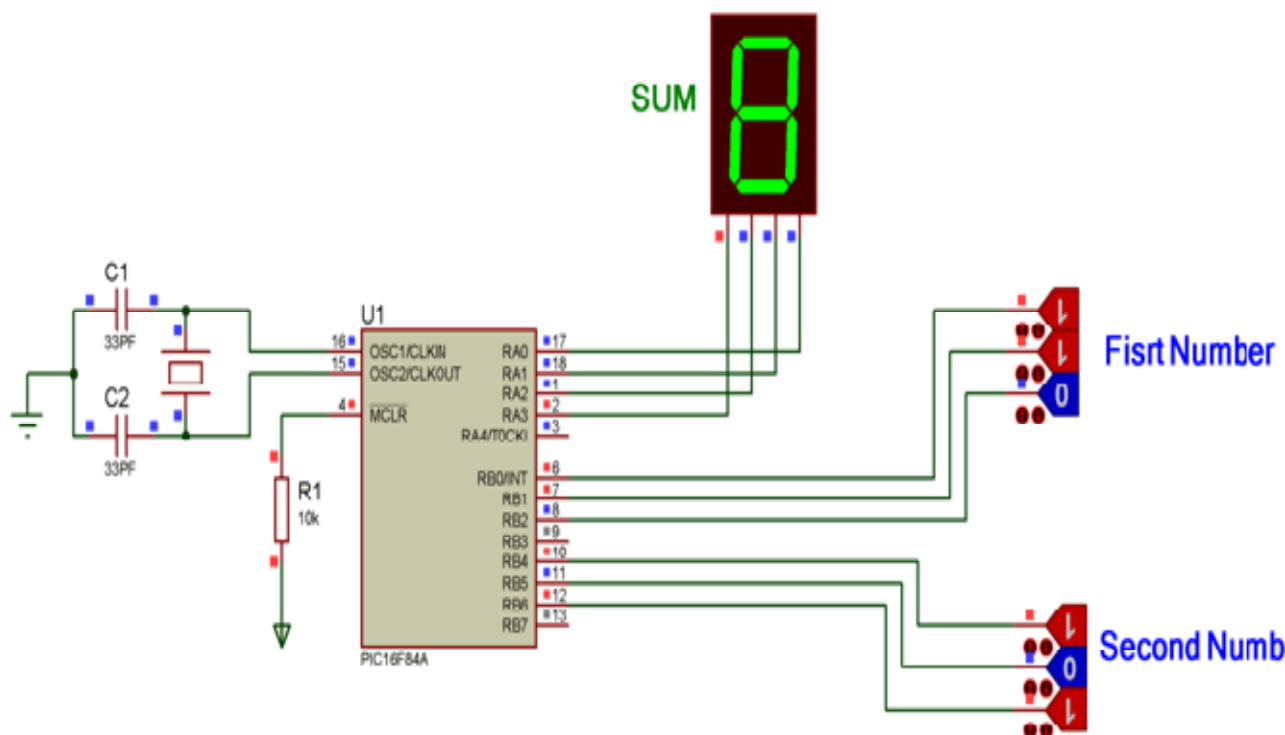 SUM
C1
33PF
C2
33PF
R1
10k
U1
16 OSC1/CLKIN RA0 17
15 OSC2/CLKOUT RA1 18
RA2 1
4 MCLR RA3 2
RA4/T0CKI 3
RB0/INT 6
RB1 7
RB2 8
RB3 9
RB4 10
RB5 11
RB6 12
RB7 13
PIC16F84A
1
1
0
Fisrt Number
1
0
1
Second Numb